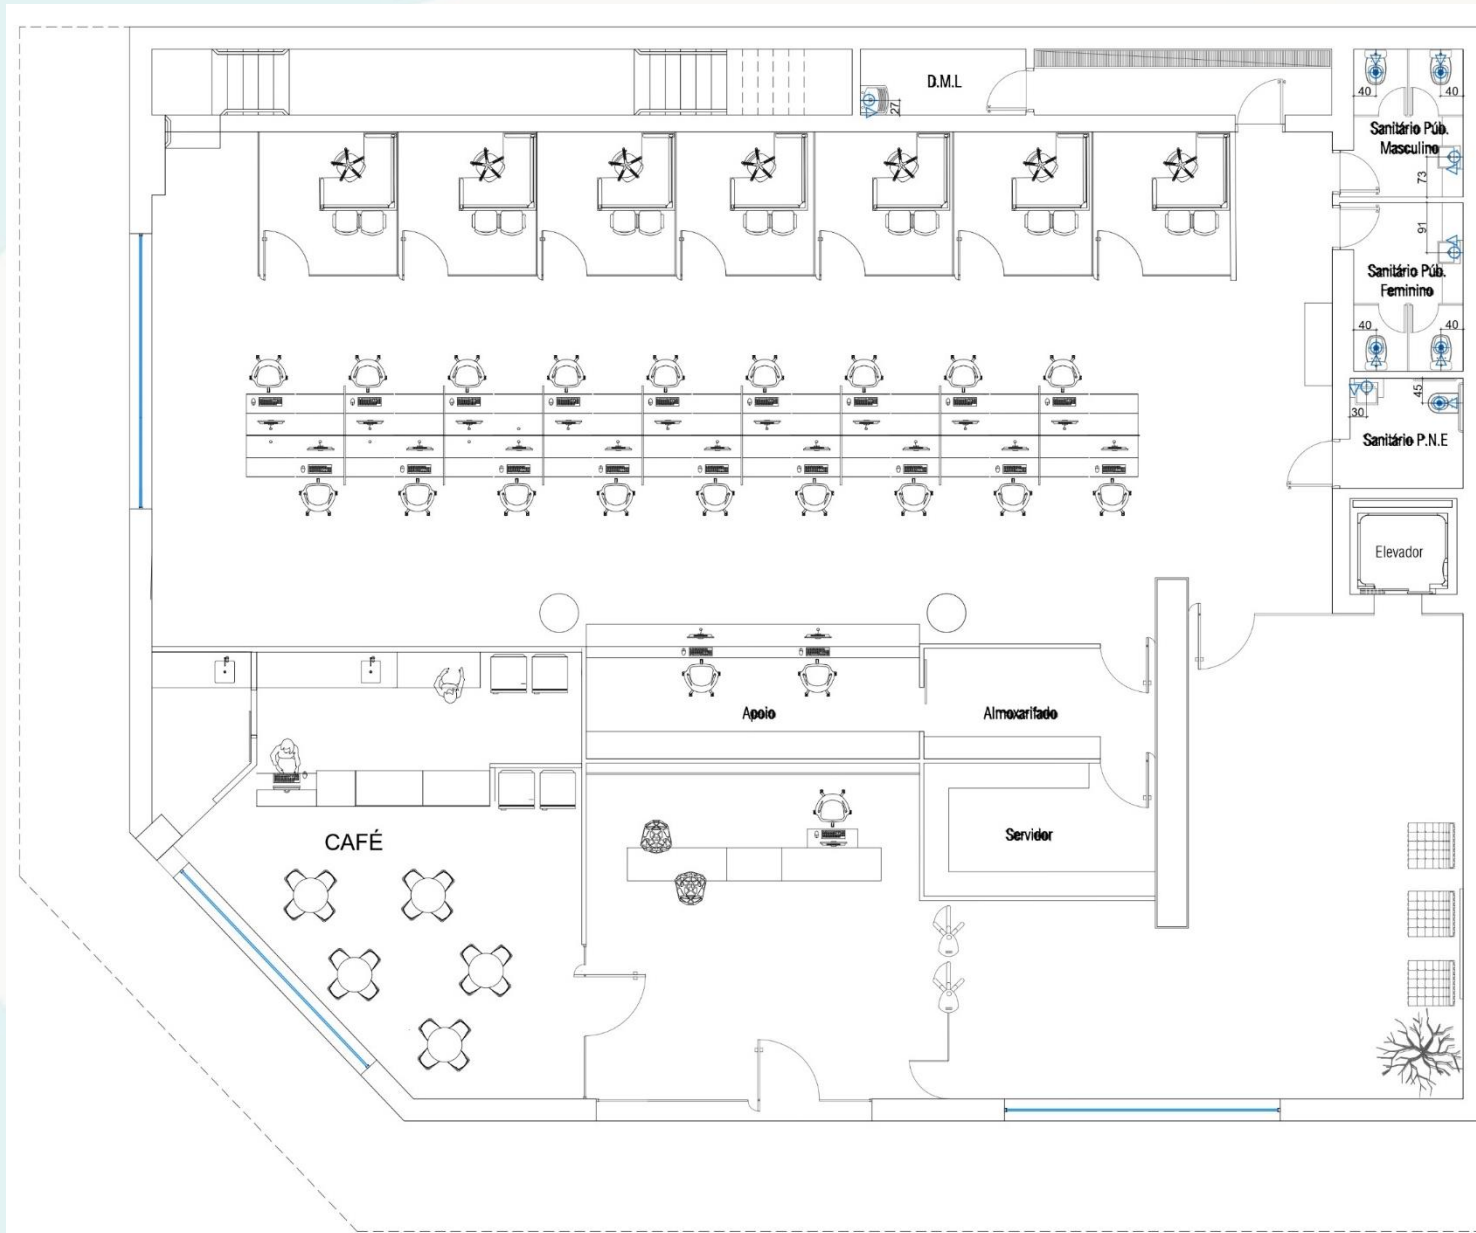 D.M.L
27
40
40
Sanitário Púb.
Masculino
73
91
Sanitário Púb.
Feminino
40
40
45
30
Sanitário P.N.E
Elevador
Apoio
Almoxarifado
Servidor
CAFÉ